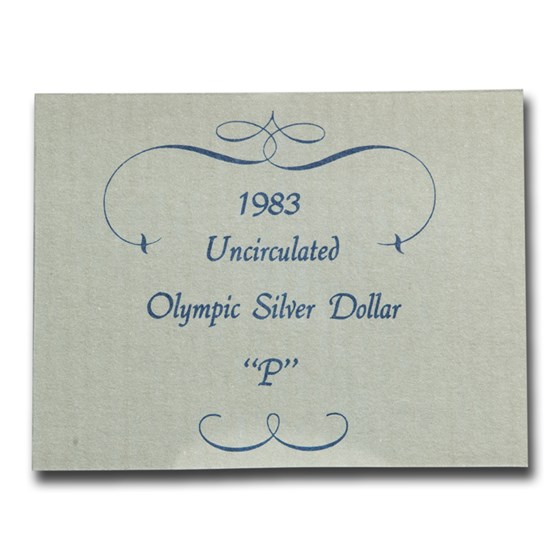 1983
Uncirculated
Olympic Silver Dollar
“P”